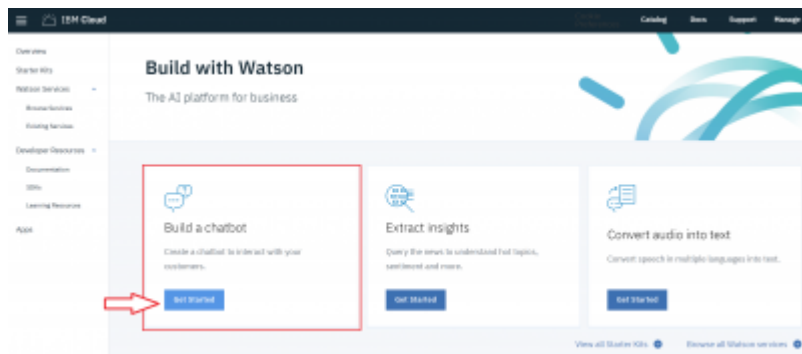 IBM Cloud
Catalog Docs Support Manage
Overview
Starter Kits
Watson Services
Browse Services
Existing Services
Developer Resources
Documentation
SDKs
Learning Resources
Apps
Build with Watson
The AI platform for business
Build a chatbot
Create a chatbot to interact with your
customers.
Get Started
Extract insights
Query the news to understand hot topics,
sentiment and more.
Get Started
Convert audio into text
Convert speech in multiple languages into text.
Get Started
View all Starter Kits
Browse all Watson services